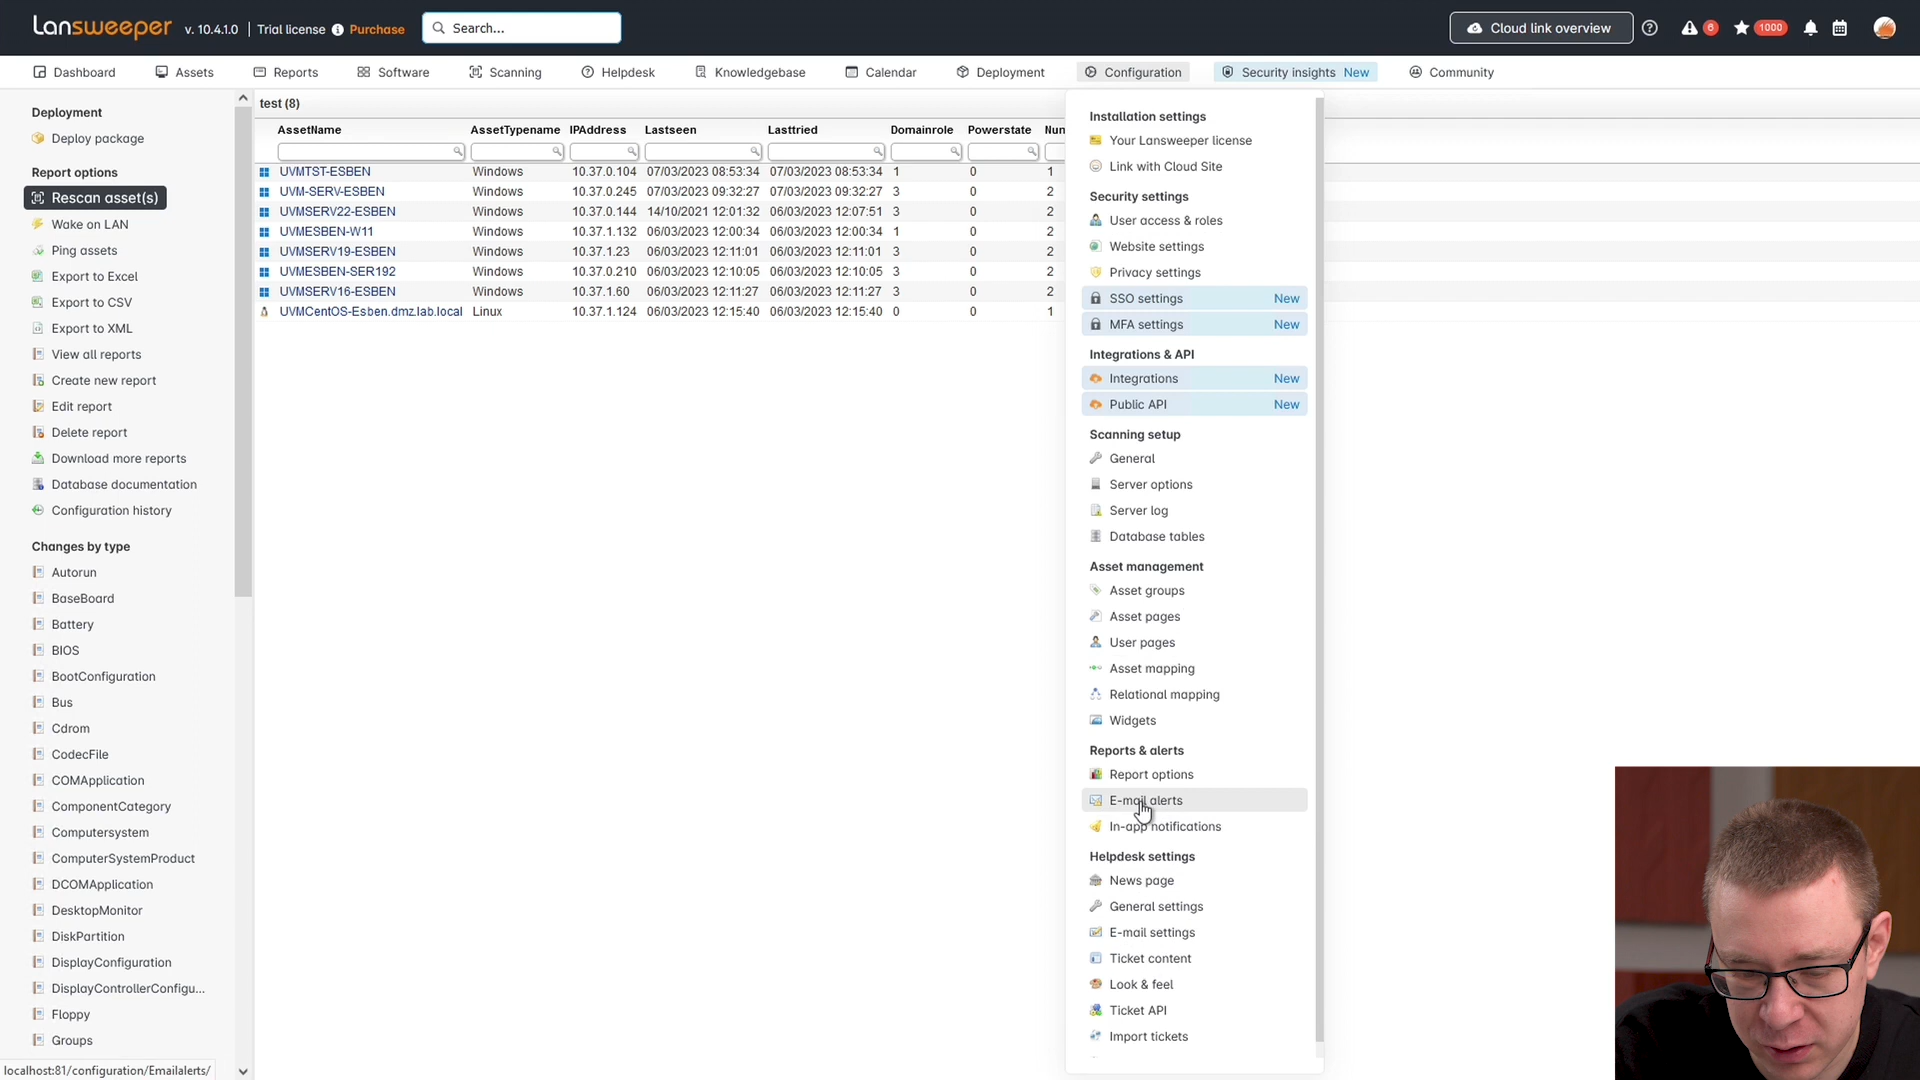 Lansweeper v. 10.4.1.0 Trial license Purchase Search... Cloud link overview 6 1000
Dashboard Assets Reports Software Scanning Helpdesk Knowledgebase Calendar Deployment Configuration Security insights New Community
Deployment
Deploy package
Report options
Rescan asset(s)
Wake on LAN
Ping assets
Export to Excel
Export to CSV
Export to XML
View all reports
Create new report
Edit report
Delete report
Download more reports
Database documentation
Configuration history
Changes by type
Autorun
BaseBoard
Battery
BIOS
BootConfiguration
Bus
Cdrom
CodecFile
COMApplication
ComponentCategory
Computersystem
ComputerSystemProduct
DCOMApplication
DesktopMonitor
DiskPartition
DisplayConfiguration
DisplayControllerConfigu...
Floppy
Groups
localhost:81/configuration/Emailalerts/
test (8)
AssetName AssetTypename IPAddress Lastseen Lasttried Domainrole Powerstate Nun
UVMTST-ESBEN Windows 10.37.0.104 07/03/2023 08:53:34 07/03/2023 08:53:34 1 0 1
UVM-SERV-ESBEN Windows 10.37.0.245 07/03/2023 09:32:27 07/03/2023 09:32:27 3 0 2
UVMSERV22-ESBEN Windows 10.37.0.144 14/10/2021 12:01:32 06/03/2023 12:07:51 3 0 2
UVMESBEN-W11 Windows 10.37.1.132 06/03/2023 12:00:34 06/03/2023 12:00:34 1 0 2
UVMSERV19-ESBEN Windows 10.37.1.23 06/03/2023 12:11:01 06/03/2023 12:11:01 3 0 2
UVMESBEN-SER192 Windows 10.37.0.210 06/03/2023 12:10:05 06/03/2023 12:10:05 3 0 2
UVMSERV16-ESBEN Windows 10.37.1.60 06/03/2023 12:11:27 06/03/2023 12:11:27 3 0 2
UVMCentOS-Esben.dmz.lab.local Linux 10.37.1.124 06/03/2023 12:15:40 06/03/2023 12:15:40 0 0 1
Installation settings
Your Lansweeper license
Link with Cloud Site
Security settings
User access & roles
Website settings
Privacy settings
SSO settings New
MFA settings New
Integrations & API
Integrations New
Public API New
Scanning setup
General
Server options
Server log
Database tables
Asset management
Asset groups
Asset pages
User pages
Asset mapping
Relational mapping
Widgets
Reports & alerts
Report options
E-mail alerts
In-app notifications
Helpdesk settings
News page
General settings
E-mail settings
Ticket content
Look & feel
Ticket API
Import tickets